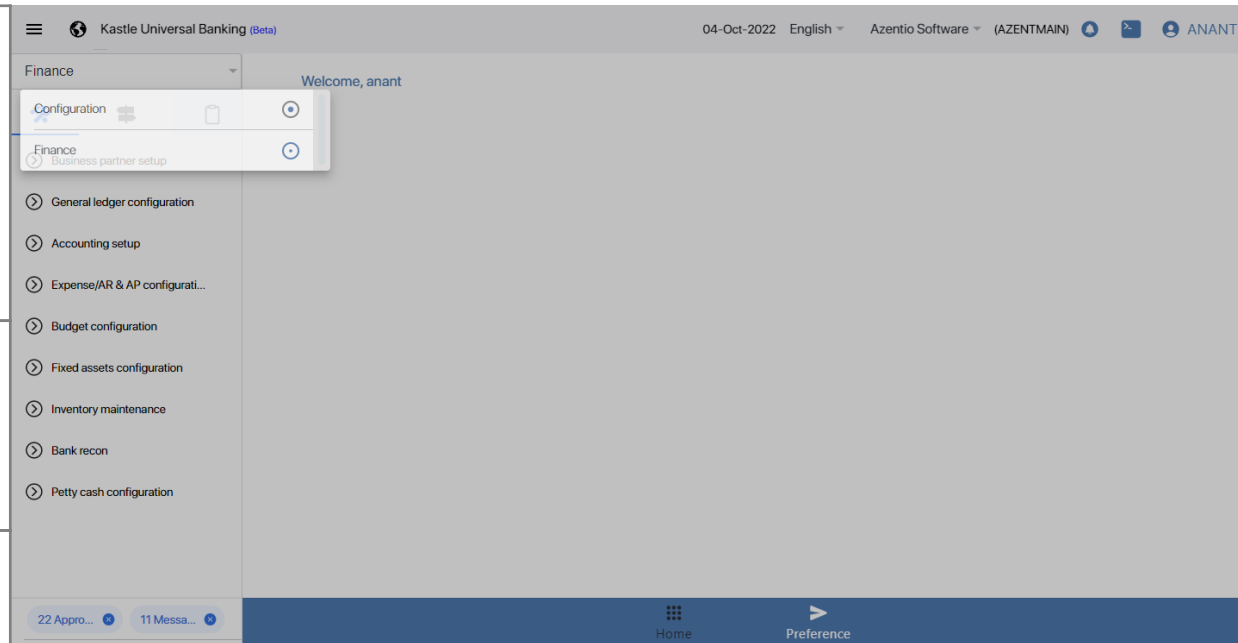 Kastle Universal Banking (Beta)
04-Oct-2022 English Azentio Software (AZENTMAIN) ANANT
Finance
Welcome, anant
Configuration
Finance
Business partner setup
General ledger configuration
Accounting setup
Expense/AR & AP configurati...
Budget configuration
Fixed assets configuration
Inventory maintenance
Bank recon
Petty cash configuration
22 Appro... 11 Messa...
Home Preference